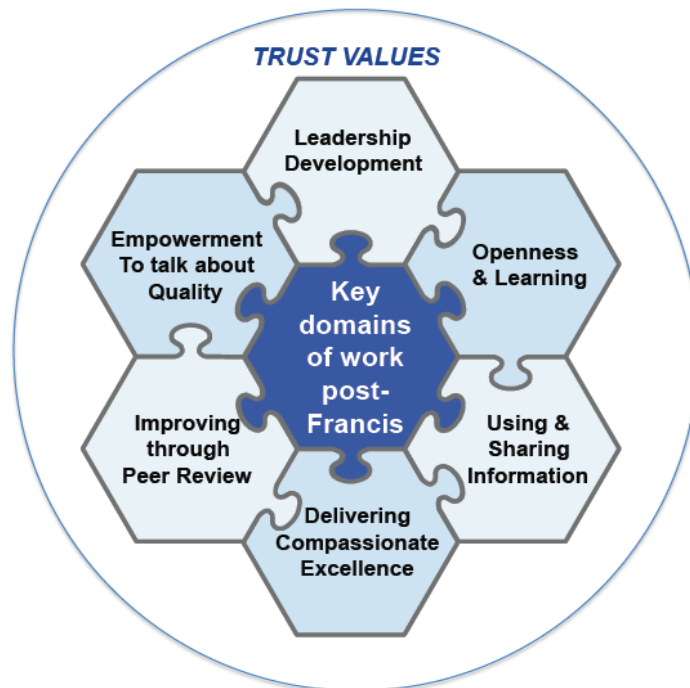 TRUST VALUES
Leadership
Development
Openness
& Learning
Using &
Sharing
Information
Delivering
Compassionate
Excellence
Improving
through
Peer Review
Empowerment
To talk about
Quality
Key
domains
of work
post-
Francis